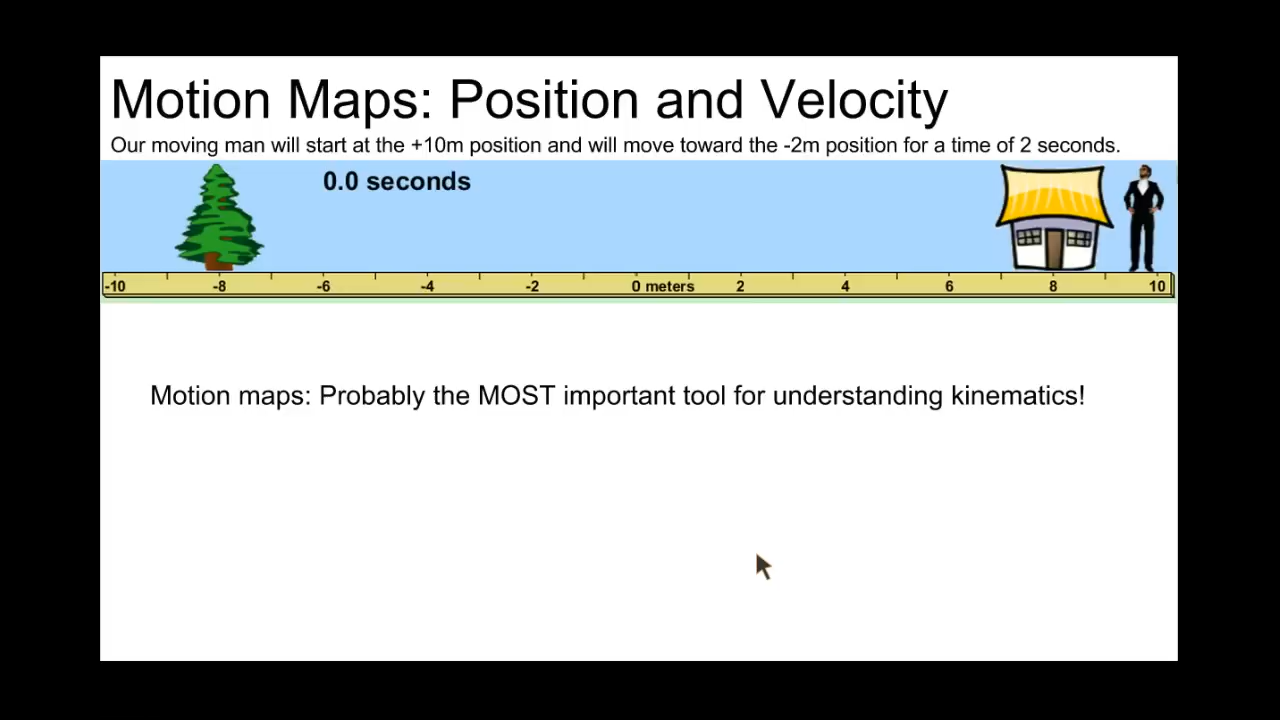 Motion Maps: Position and Velocity
Our moving man will start at the +10m position and will move toward the -2m position for a time of 2 seconds.
0.0 seconds
-10 -8 -6 -4 -2 0 meters 2 4 6 8 10
Motion maps: Probably the MOST important tool for understanding kinematics!